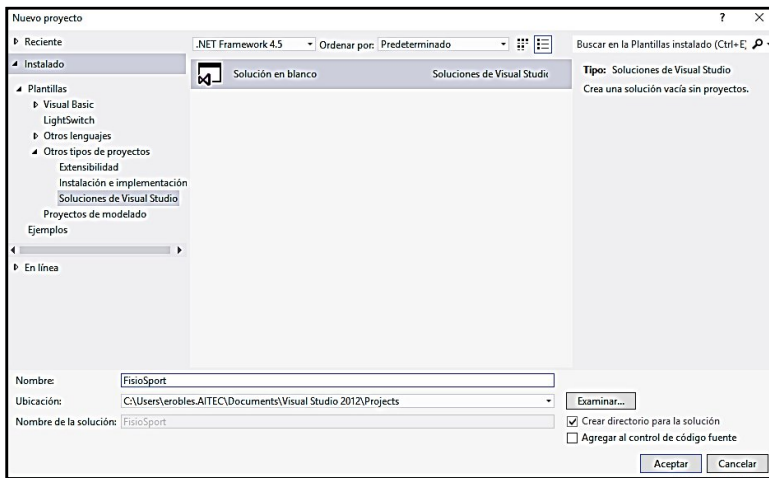 Nuevo proyecto ? ×
Reciente
Instalado
Plantillas
Visual Basic
LightSwitch
Otros lenguajes
Otros tipos de proyectos
Extensibilidad
Instalación e implementación
Soluciones de Visual Studio
Proyectos de modelado
Ejemplos
En línea
.NET Framework 4.5 Ordenar por: Predeterminado
Solución en blanco Soluciones de Visual Studic
Buscar en la Plantillas instalado (Ctrl+E)
Tipo: Soluciones de Visual Studio
Crea una solución vacía sin proyectos.
Nombre: FisioSport
Ubicación: C:\Users\erobles.AITEC\Documents\Visual Studio 2012\Projects Examinar...
Nombre de la solución: FisioSport
Crear directorio para la solución
Agregar al control de código fuente
Aceptar Cancelar